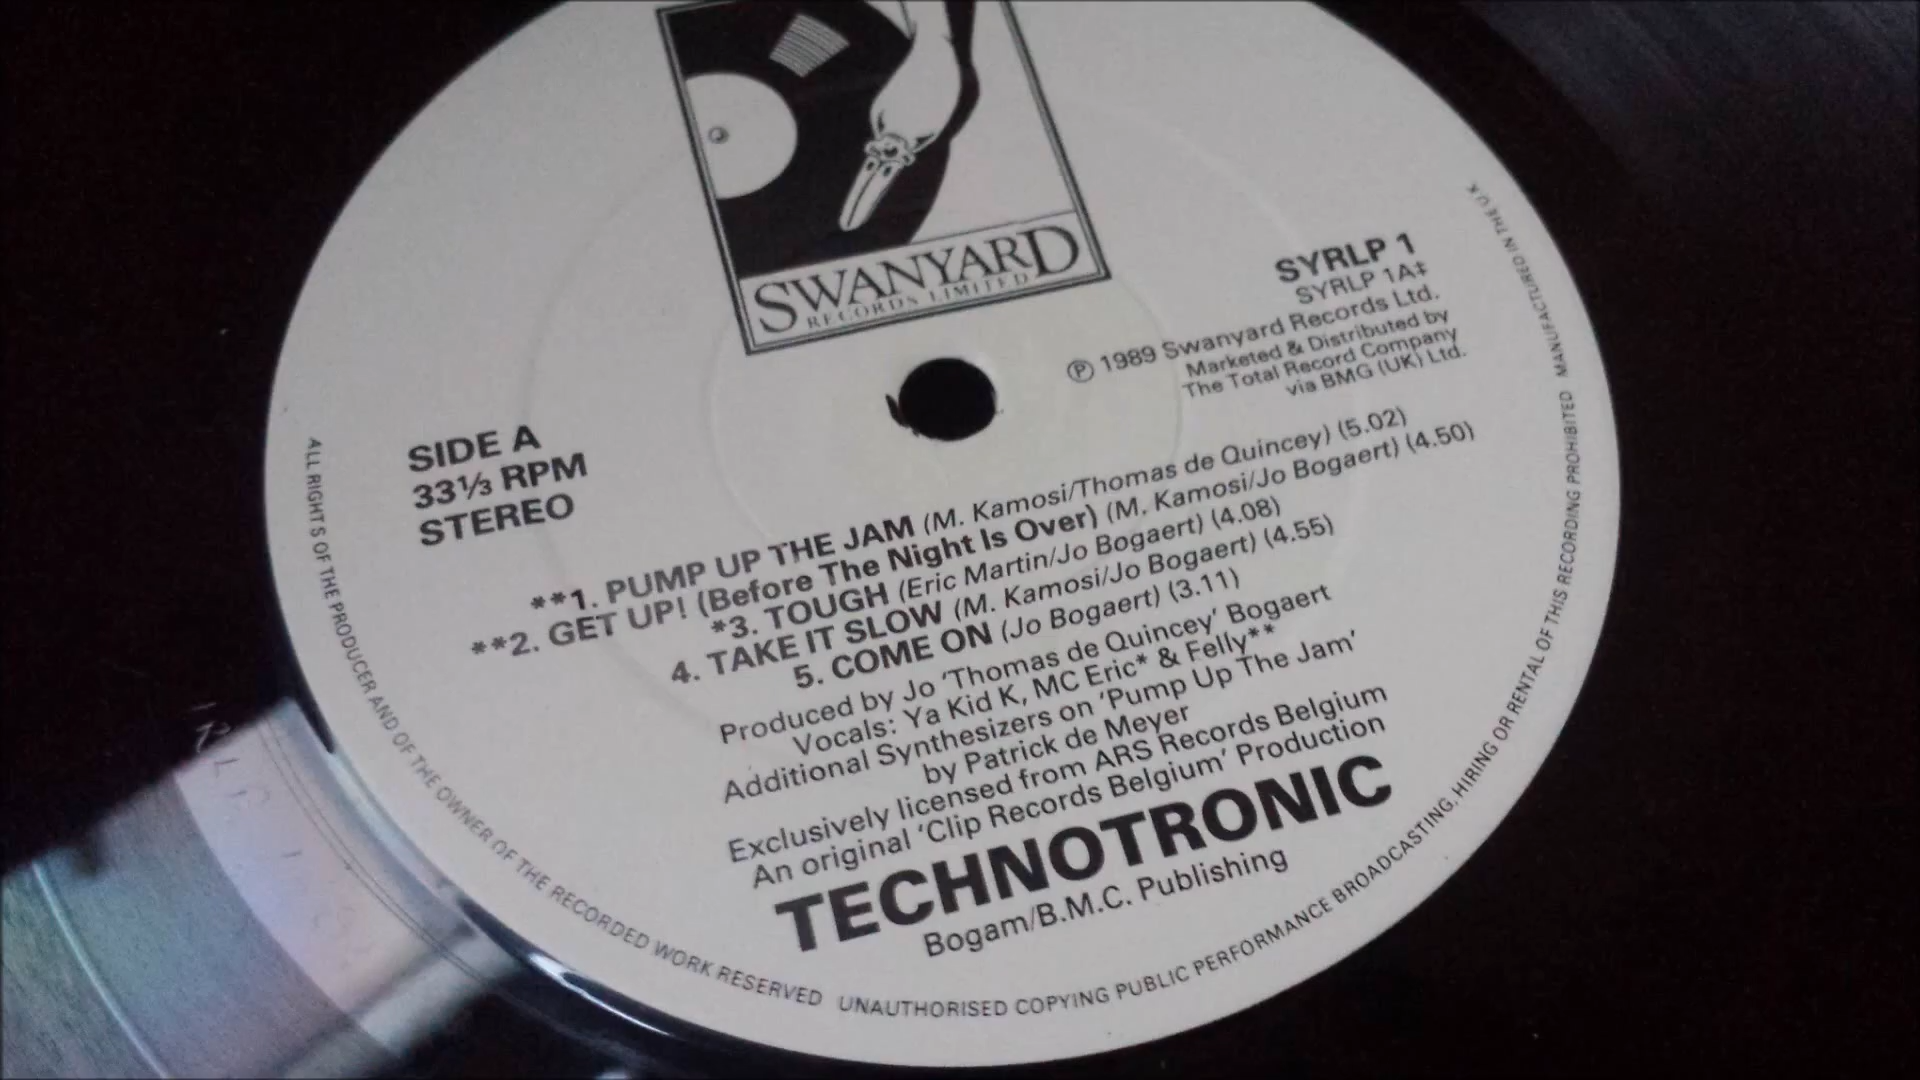 SWANYARD
RECORDS LIMITED
SYRLP 1
SYRLP 1A‡
Ⓟ 1989 Swanyard Records Ltd.
Marketed & Distributed by
The Total Record Company
via BMG (UK) Ltd.
SIDE A
33⅓ RPM
STEREO
**1. PUMP UP THE JAM (M. Kamosi/Thomas de Quincey) (5.02)
**2. GET UP! (Before The Night Is Over) (M. Kamosi/Jo Bogaert) (4.50)
*3. TOUGH (Eric Martin/Jo Bogaert) (4.08)
4. TAKE IT SLOW (M. Kamosi/Jo Bogaert) (4.55)
5. COME ON (Jo Bogaert) (3.11)
Produced by Jo 'Thomas de Quincey' Bogaert
Vocals: Ya Kid K, MC Eric* & Felly**
Additional Synthesizers on 'Pump Up The Jam'
by Patrick de Meyer
Exclusively licensed from ARS Records Belgium
An original 'Clip Records Belgium' Production
TECHNOTRONIC
Bogam/B.M.C. Publishing
ALL RIGHTS OF THE PRODUCER AND OF THE OWNER OF THE RECORDED WORK RESERVED UNAUTHORISED COPYING PUBLIC PERFORMANCE BROADCASTING, HIRING OR RENTAL OF THIS RECORDING PROHIBITED MANUFACTURED IN THE U.K.